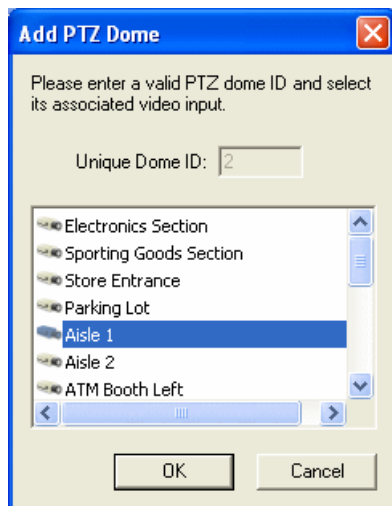 Add PTZ Dome
Please enter a valid PTZ dome ID and select
its associated video input.
Unique Dome ID: 2
Electronics Section
Sporting Goods Section
Store Entrance
Parking Lot
Aisle 1
Aisle 2
ATM Booth Left
OK Cancel